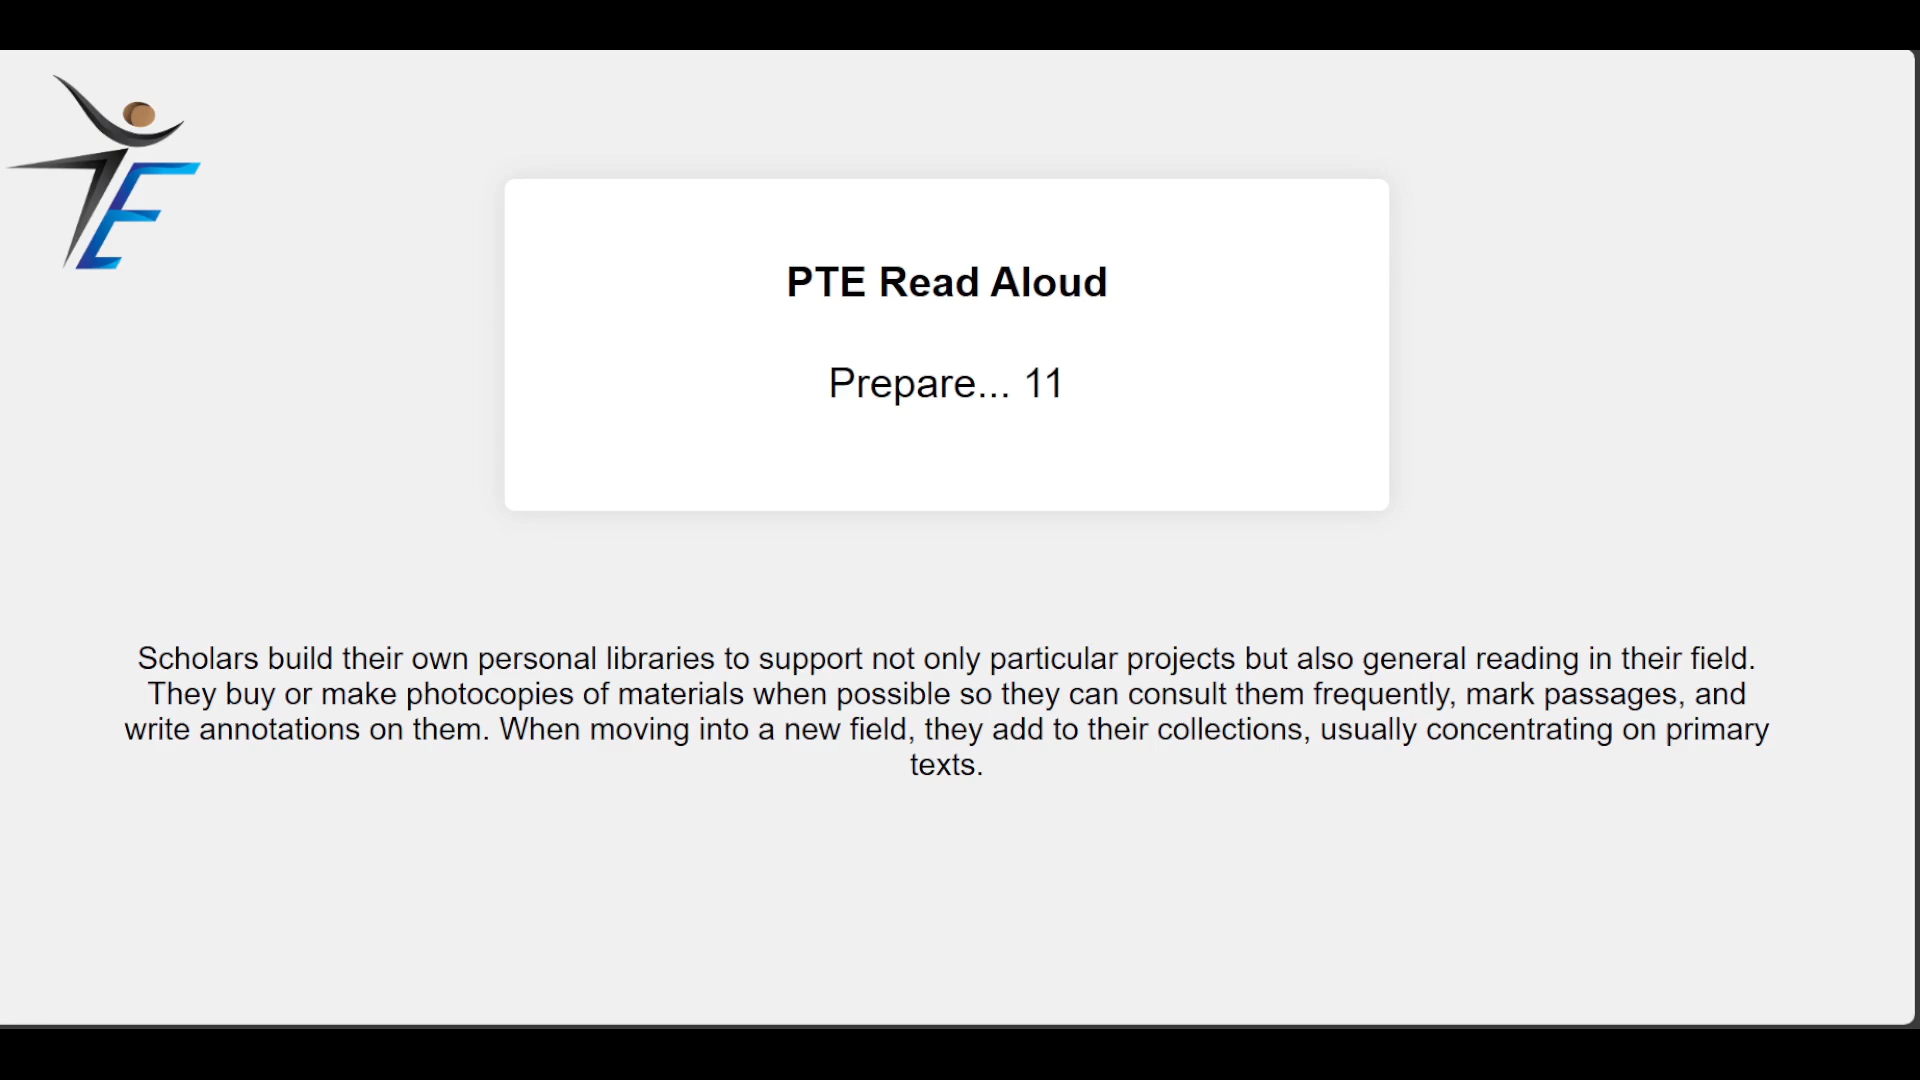 PTE Read Aloud
Prepare... 11
Scholars build their own personal libraries to support not only particular projects but also general reading in their field.
They buy or make photocopies of materials when possible so they can consult them frequently, mark passages, and
write annotations on them. When moving into a new field, they add to their collections, usually concentrating on primary
texts.